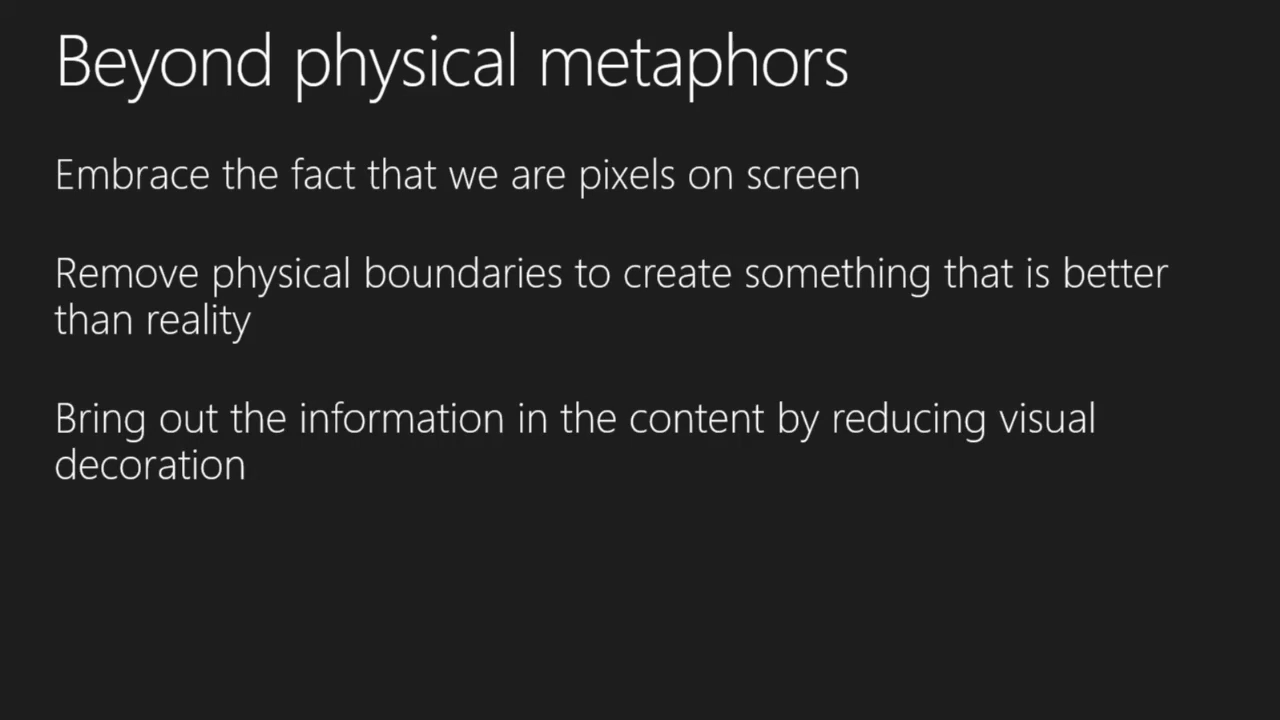 Beyond physical metaphors
Embrace the fact that we are pixels on screen
Remove physical boundaries to create something that is better
than reality
Bring out the information in the content by reducing visual
decoration